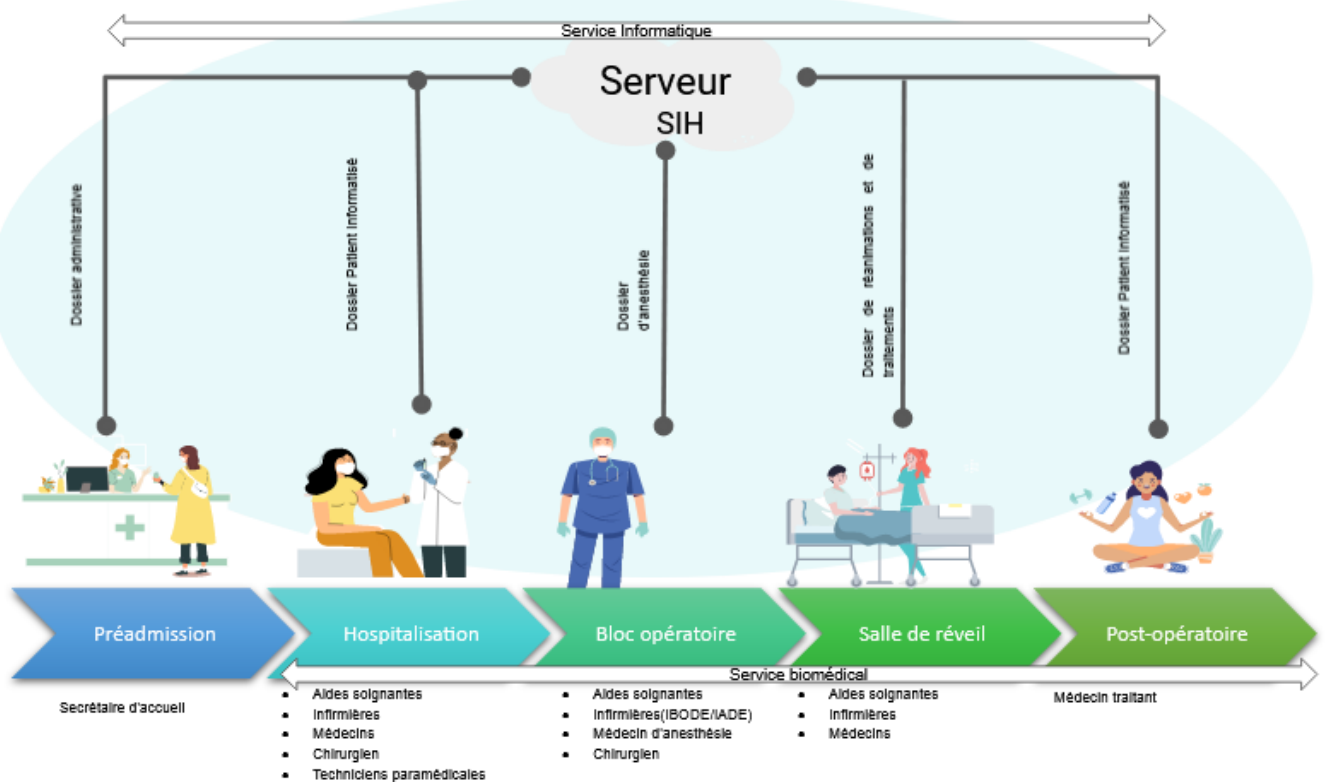 Service Informatique
Serveur
SIH
Dossier administrative
Dossier Patient Informatisé
Dossier
d'anesthésie
Dossier de réanimations et de
traitements
Dossier Patient Informatisé
Préadmission
Hospitalisation
Bloc opératoire
Salle de réveil
Post-opératoire
Service biomédical
Secrétaire d'accueil
• Aides soignantes
• Infirmières
• Médecins
• Chirurgien
• Techniciens paramédicales
• Aides soignantes
• Infirmières(IBODE/IADE)
• Médecin d'anesthésie
• Chirurgien
• Aides soignantes
• Infirmières
• Médecins
Médecin traitant